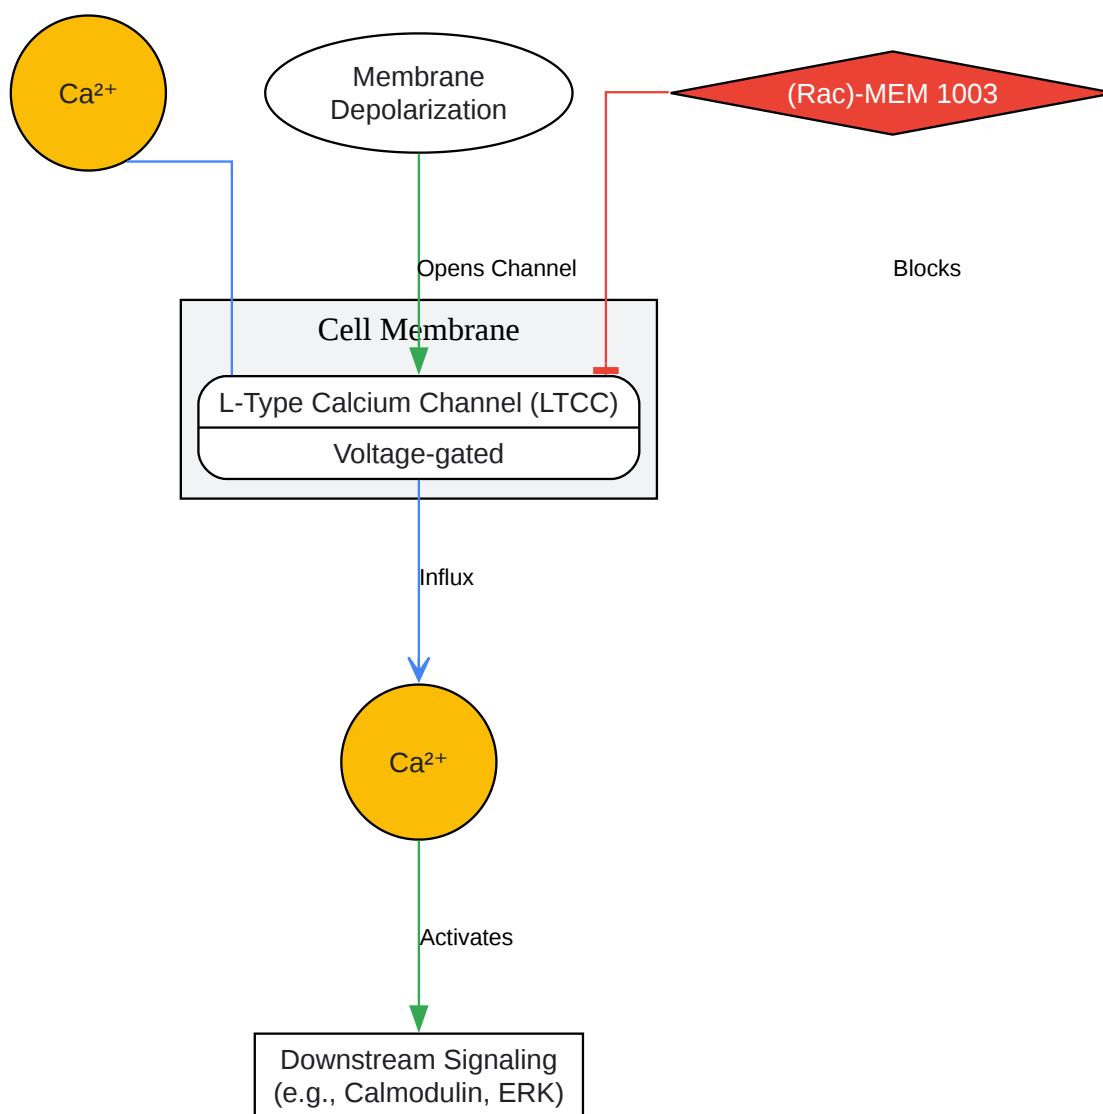 Ca²⁺
Membrane
Depolarization
(Rac)-MEM 1003
Opens Channel
Blocks
Cell Membrane
L-Type Calcium Channel (LTCC)
Voltage-gated
Influx
Ca²⁺
Activates
Downstream Signaling
(e.g., Calmodulin, ERK)